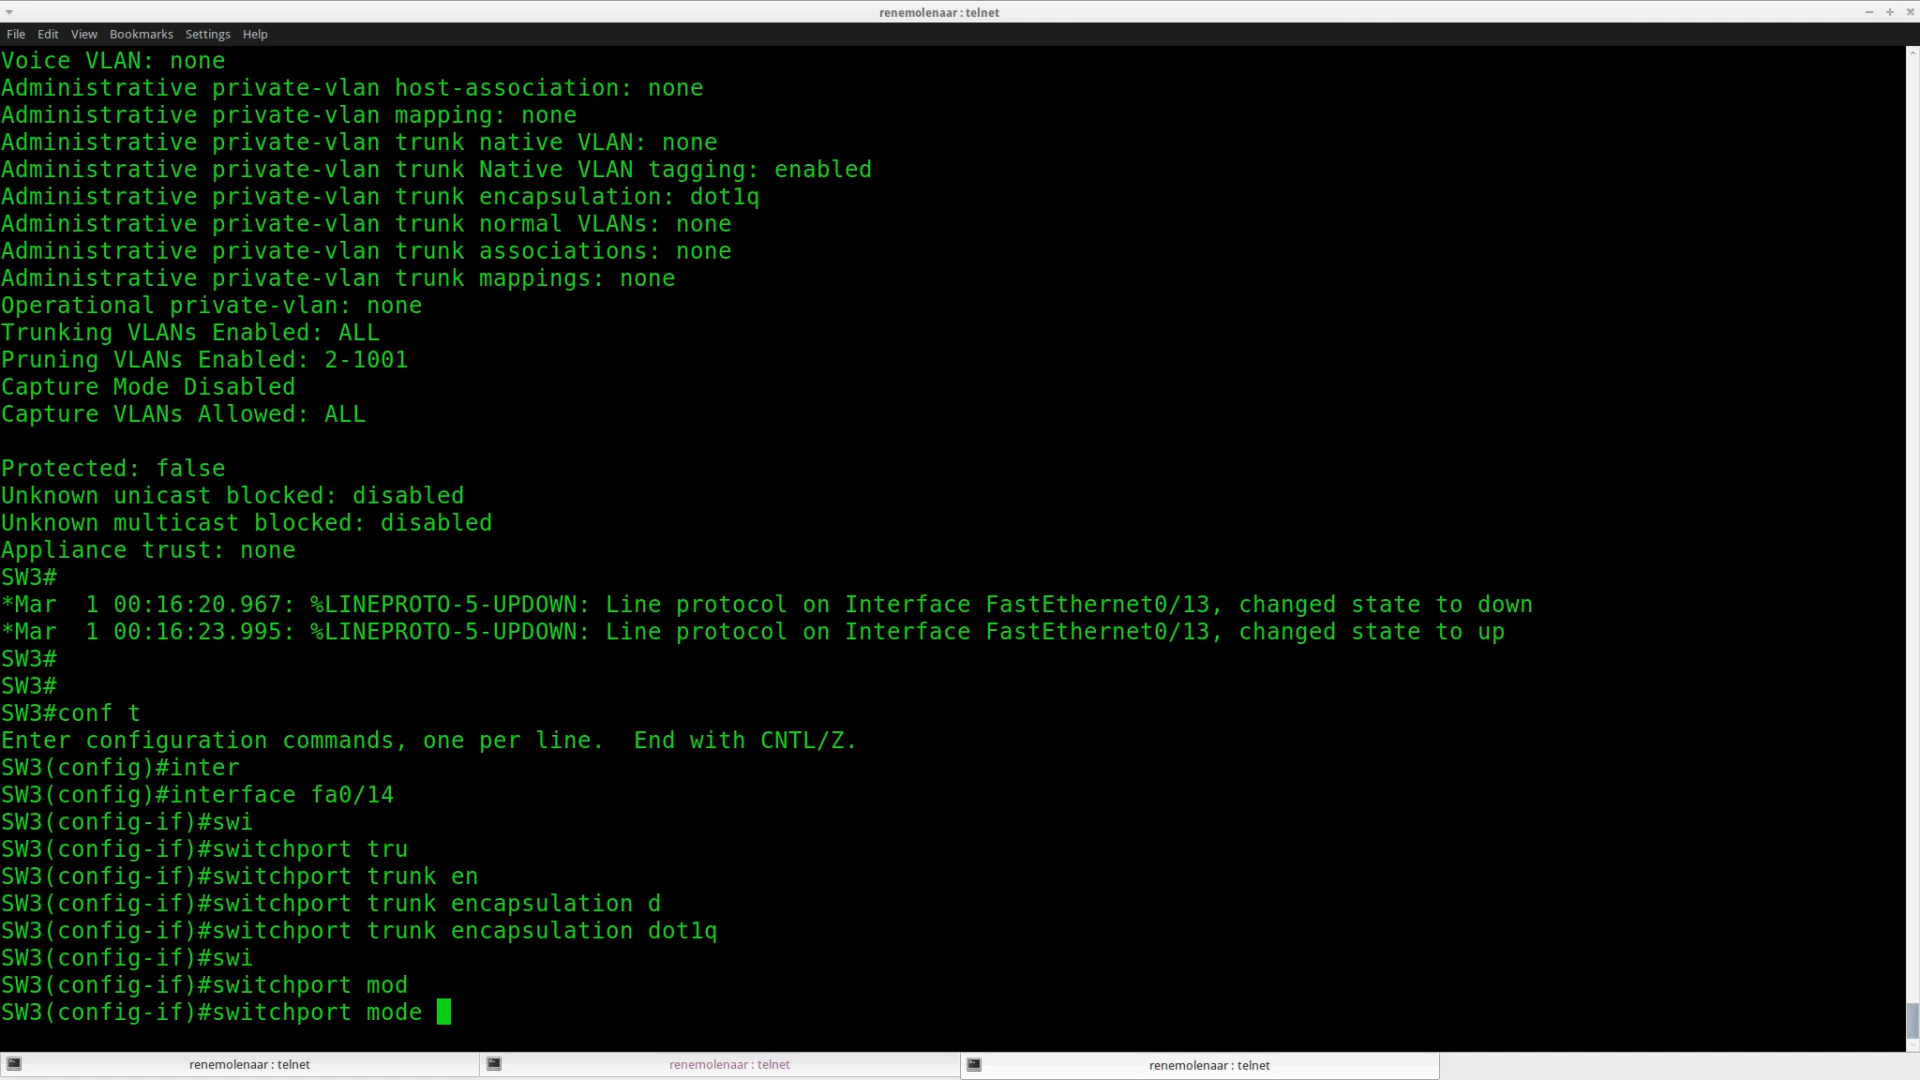 renemolenaar : telnet
File Edit View Bookmarks Settings Help
Voice VLAN: none
Administrative private-vlan host-association: none
Administrative private-vlan mapping: none
Administrative private-vlan trunk native VLAN: none
Administrative private-vlan trunk Native VLAN tagging: enabled
Administrative private-vlan trunk encapsulation: dot1q
Administrative private-vlan trunk normal VLANs: none
Administrative private-vlan trunk associations: none
Administrative private-vlan trunk mappings: none
Operational private-vlan: none
Trunking VLANs Enabled: ALL
Pruning VLANs Enabled: 2-1001
Capture Mode Disabled
Capture VLANs Allowed: ALL

Protected: false
Unknown unicast blocked: disabled
Unknown multicast blocked: disabled
Appliance trust: none
SW3#
*Mar  1 00:16:20.967: %LINEPROTO-5-UPDOWN: Line protocol on Interface FastEthernet0/13, changed state to down
*Mar  1 00:16:23.995: %LINEPROTO-5-UPDOWN: Line protocol on Interface FastEthernet0/13, changed state to up
SW3#
SW3#
SW3#conf t
Enter configuration commands, one per line.  End with CNTL/Z.
SW3(config)#inter
SW3(config)#interface fa0/14
SW3(config-if)#swi
SW3(config-if)#switchport tru
SW3(config-if)#switchport trunk en
SW3(config-if)#switchport trunk encapsulation d
SW3(config-if)#switchport trunk encapsulation dot1q
SW3(config-if)#swi
SW3(config-if)#switchport mod
SW3(config-if)#switchport mode
renemolenaar : telnet renemolenaar : telnet renemolenaar : telnet